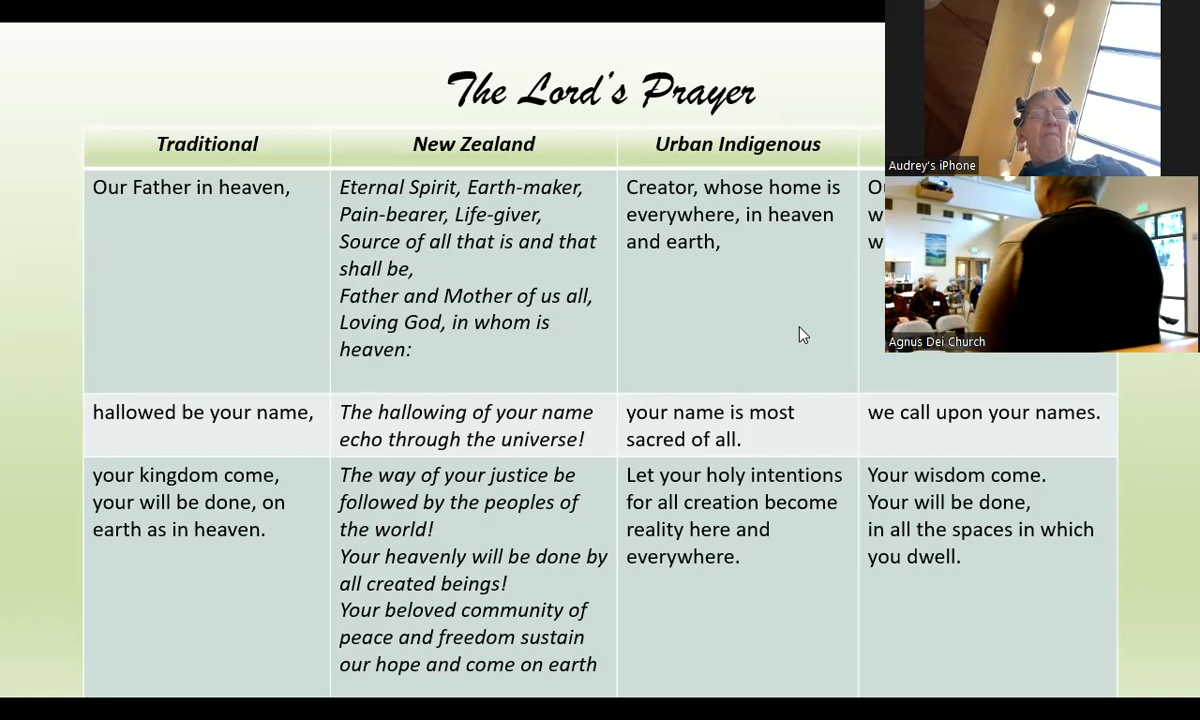 The Lord's Prayer
Traditional
New Zealand
Urban Indigenous
Our Father in heaven,
Eternal Spirit, Earth-maker,
Pain-bearer, Life-giver,
Source of all that is and that
shall be,
Father and Mother of us all,
Loving God, in whom is
heaven:
Creator, whose home is
everywhere, in heaven
and earth,
hallowed be your name,
The hallowing of your name
echo through the universe!
your name is most
sacred of all.
we call upon your names.
your kingdom come,
your will be done, on
earth as in heaven.
The way of your justice be
followed by the peoples of
the world!
Your heavenly will be done by
all created beings!
Your beloved community of
peace and freedom sustain
our hope and come on earth
Let your holy intentions
for all creation become
reality here and
everywhere.
Your wisdom come.
Your will be done,
in all the spaces in which
you dwell.
Audrey's iPhone
Agnus Dei Church